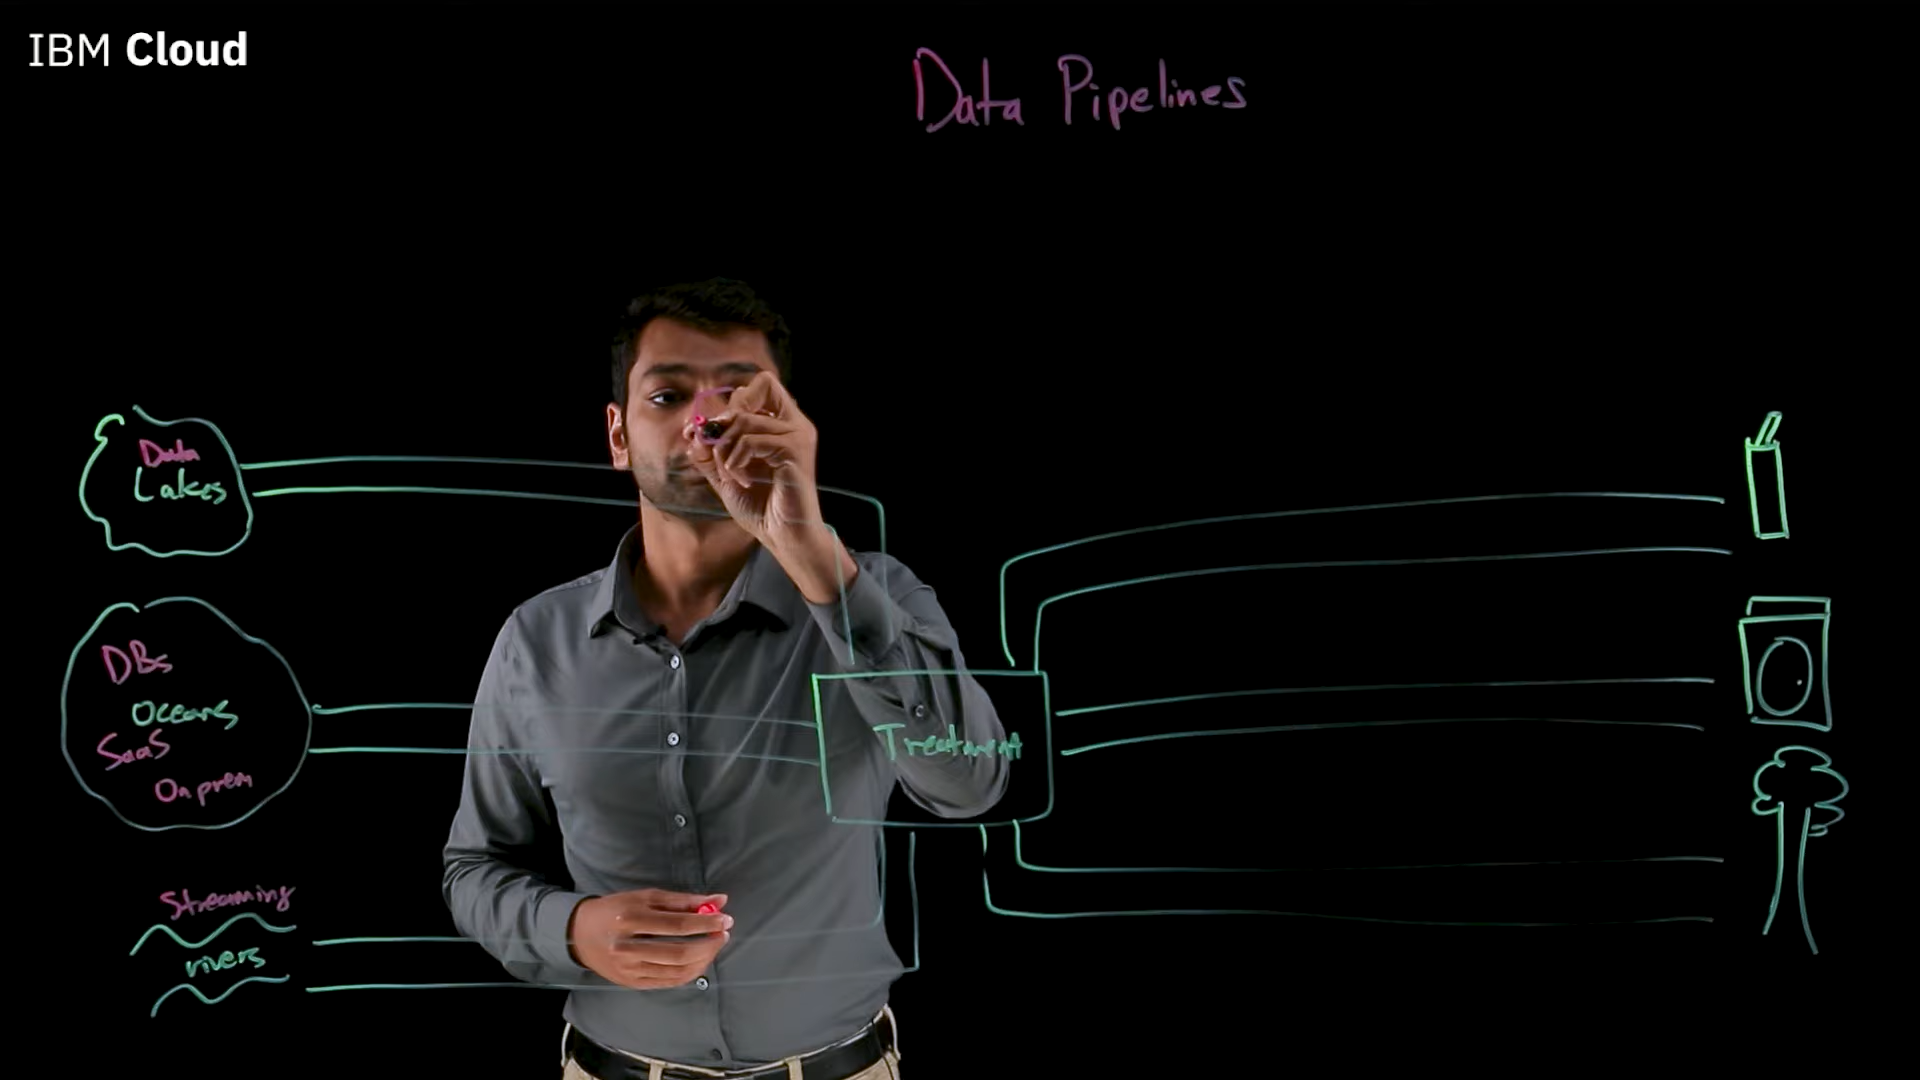 IBM Cloud
Data Pipelines
Data
Lakes
DBs
Oceans
SaaS
On prem
Treatment
Streaming
rivers